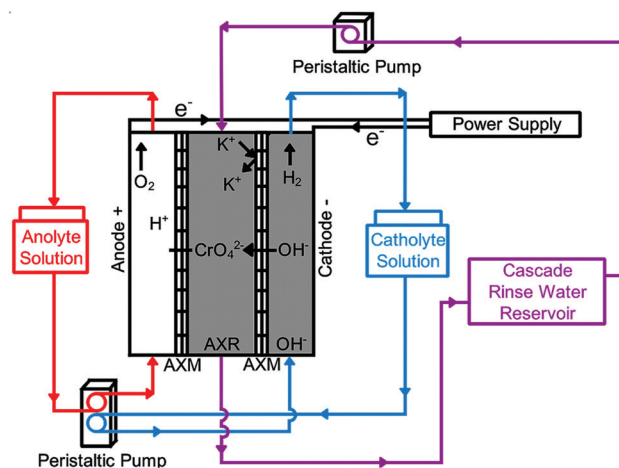 Peristaltic Pump
e⁻
e⁻
Power Supply
K⁺
K⁺
O₂
H₂
H⁺
Anode +
Cathode -
CrO₄²⁻
OH⁻
Anolyte
Solution
Catholyte
Solution
Cascade
Rinse Water
Reservoir
AXR
OH⁻
AXM
AXM
Peristaltic Pump